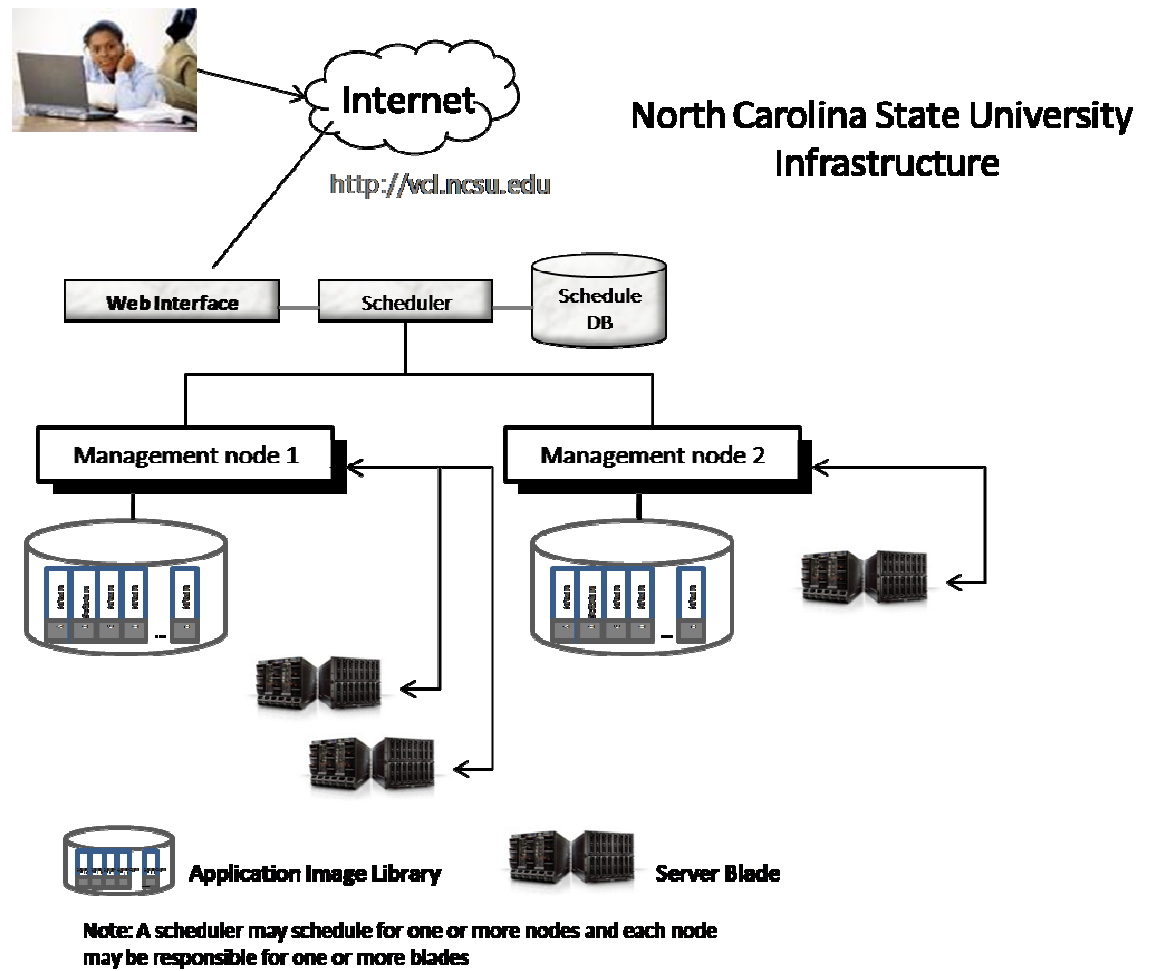 Internet
North Carolina State University
Infrastructure
http://vcl.ncsu.edu
Web Interface
Scheduler
Schedule
DB
Management node 1
Management node 2
...
...
Application Image Library
Server Blade
Note: A scheduler may schedule for one or more nodes and each node
may be responsible for one or more blades